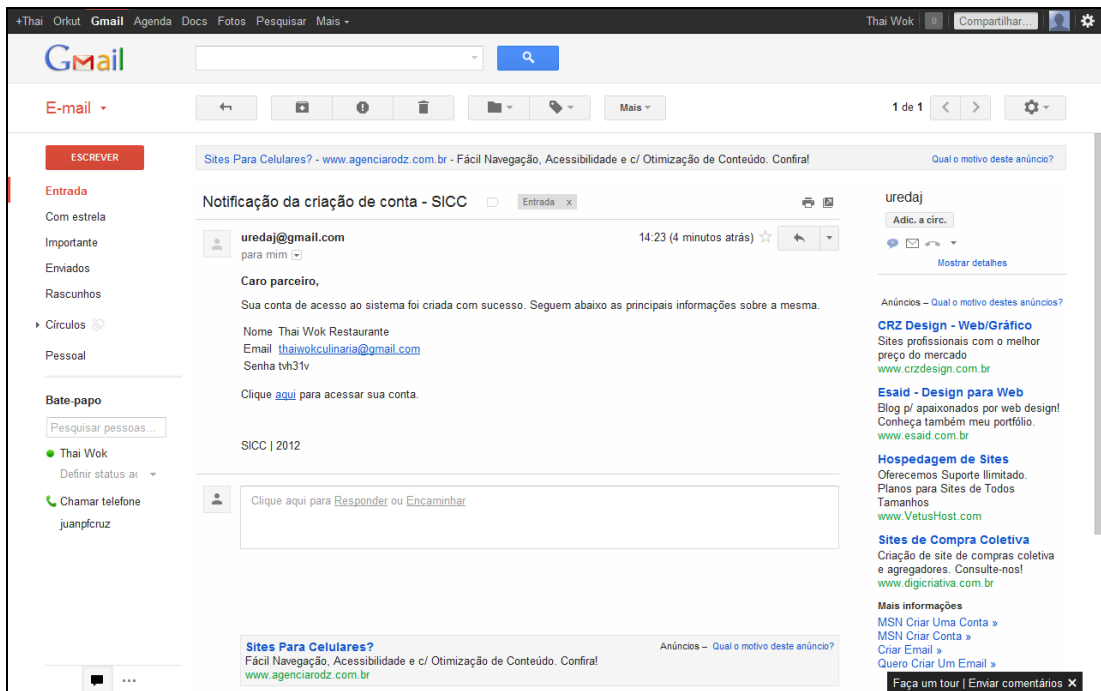 +Thai Orkut Gmail Agenda Docs Fotos Pesquisar Mais
Thai Wok 0 Compartilhar...
Gmail
E-mail
Mais
1 de 1
ESCREVER
Entrada
Com estrela
Importante
Enviados
Rascunhos
Círculos
Pessoal
Bate-papo
Pesquisar pessoas...
Thai Wok
Definir status
Chamar telefone
juanpfcruz
Sites Para Celulares? - www.agenciarodz.com.br - Fácil Navegação, Acessibilidade e c/ Otimização de Conteúdo. Confira!
Qual o motivo deste anúncio?
Notificação da criação de conta - SICC
Entrada x
uredaj@gmail.com
14:23 (4 minutos atrás)
para mim
Caro parceiro,
Sua conta de acesso ao sistema foi criada com sucesso. Seguem abaixo as principais informações sobre a mesma.
Nome Thai Wok Restaurante
Email thaiwokculinaria@gmail.com
Senha tvh31v
Clique aqui para acessar sua conta.
SICC | 2012
Clique aqui para Responder ou Encaminhar
Sites Para Celulares?
Anúncios – Qual o motivo deste anúncio?
Fácil Navegação, Acessibilidade e c/ Otimização de Conteúdo. Confira!
www.agenciarodz.com.br
uredaj
Adic. a circ.
Mostrar detalhes
Anúncios – Qual o motivo destes anúncios?
CRZ Design - Web/Gráfico
Sites profissionais com o melhor
preço do mercado
www.crzdesign.com.br
Esaid - Design para Web
Blog p/ apaixonados por web design!
Conheça também meu portfólio.
www.esaid.com.br
Hospedagem de Sites
Oferecemos Suporte Ilimitado.
Planos para Sites de Todos
Tamanhos
www.VetusHost.com
Sites de Compra Coletiva
Criação de site de compras coletiva
e agregadores. Consulte-nos!
www.digicriativa.com.br
Mais informações
MSN Criar Uma Conta »
MSN Criar Conta »
Criar Email »
Quero Criar Um Email »
Faça um tour | Enviar comentários X